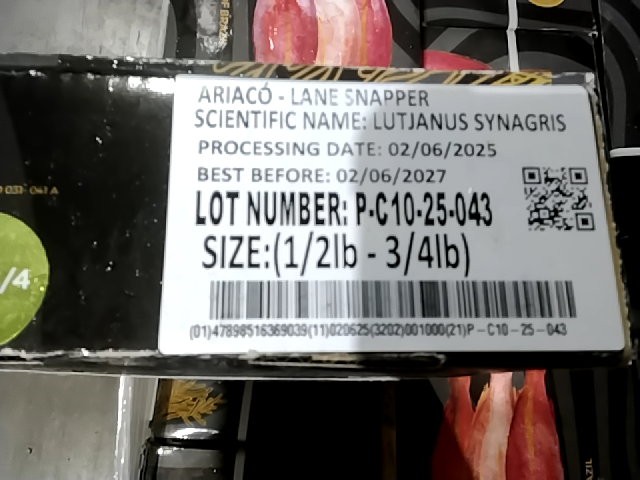 ARIACÓ - LANE SNAPPER
SCIENTIFIC NAME: LUTJANUS SYNAGRIS
PROCESSING DATE: 02/06/2025
BEST BEFORE: 02/06/2027
LOT NUMBER: P-C10-25-043
SIZE:(1/2lb - 3/4lb)
(01)47898516369039(11)020625(3202)001000(21)P-C10-25-043
/4